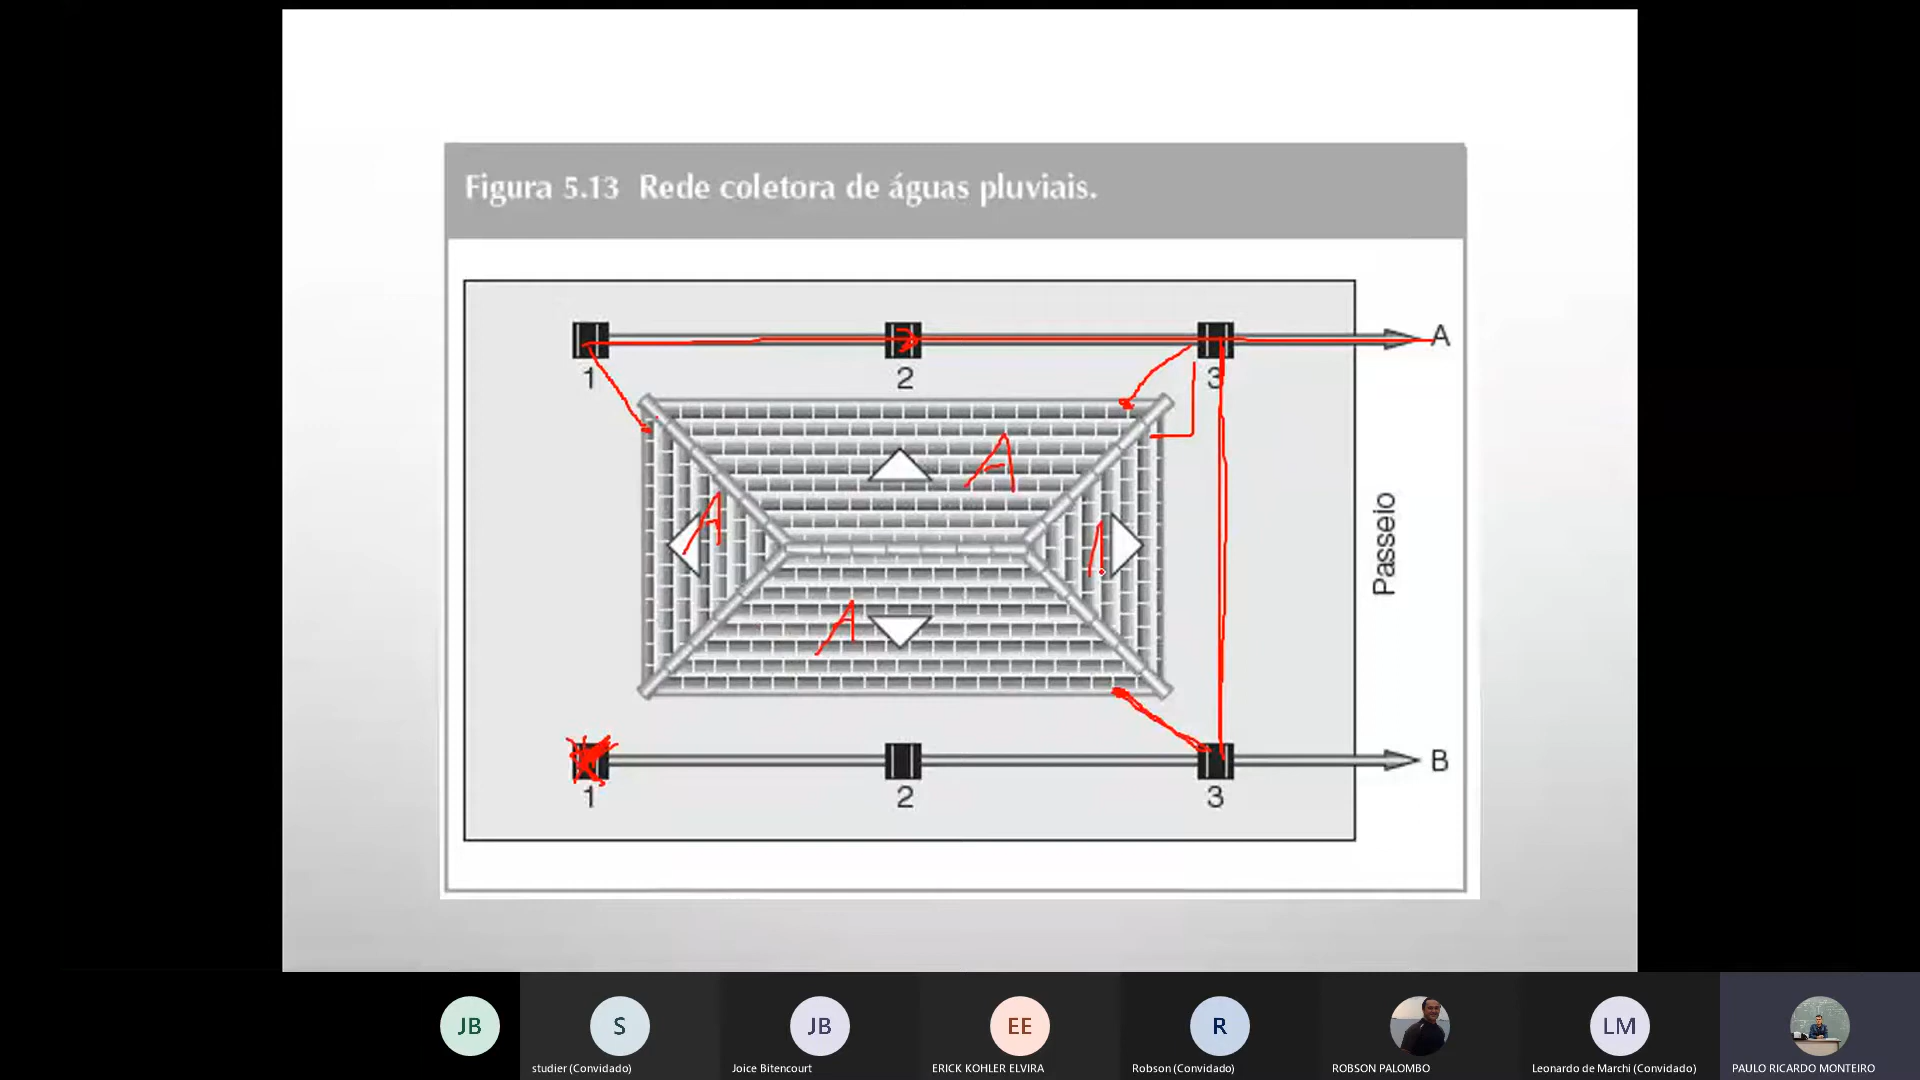 Figura 5.13 Rede coletora de águas pluviais.
A
1 2 3
A
A
A
Passeio
A
B
1 2 3
JB S JB EE R LM
studier (Convidado) Joice Bitencourt ERICK KOHLER ELVIRA Robson (Convidado) ROBSON PALOMBO Leonardo de Marchi (Convidado) PAULO RICARDO MONTEIRO